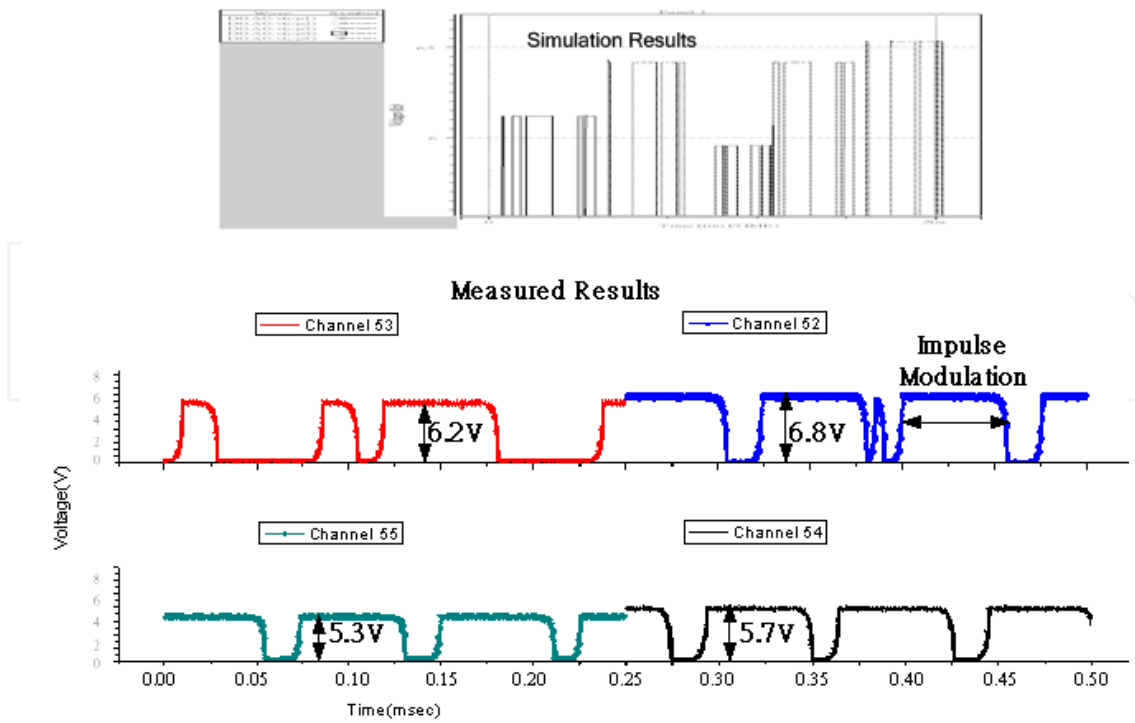 Simulation Results
Measured Results
Channel 53
Channel 52
Impulse
Modulation
8
6
4
2
0
6.2V
6.8V
Voltage(V)
Channel 55
Channel 54
8
6
4
2
0
5.3V
5.7V
0.00 0.05 0.10 0.15 0.20 0.25 0.30 0.35 0.40 0.45 0.50
Time(msec)